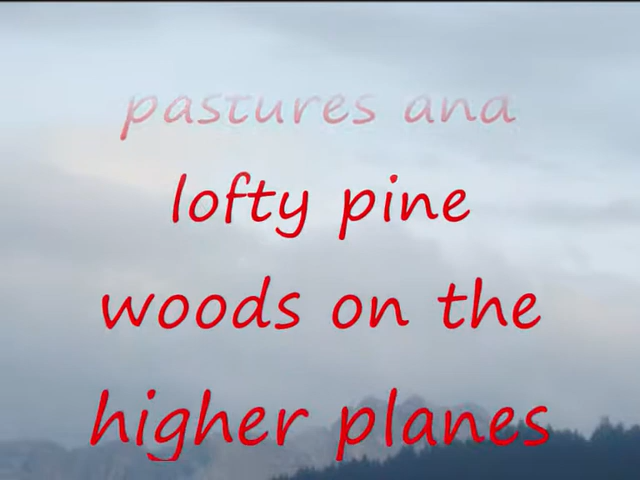 pastures and
lofty pine
woods on the
higher planes